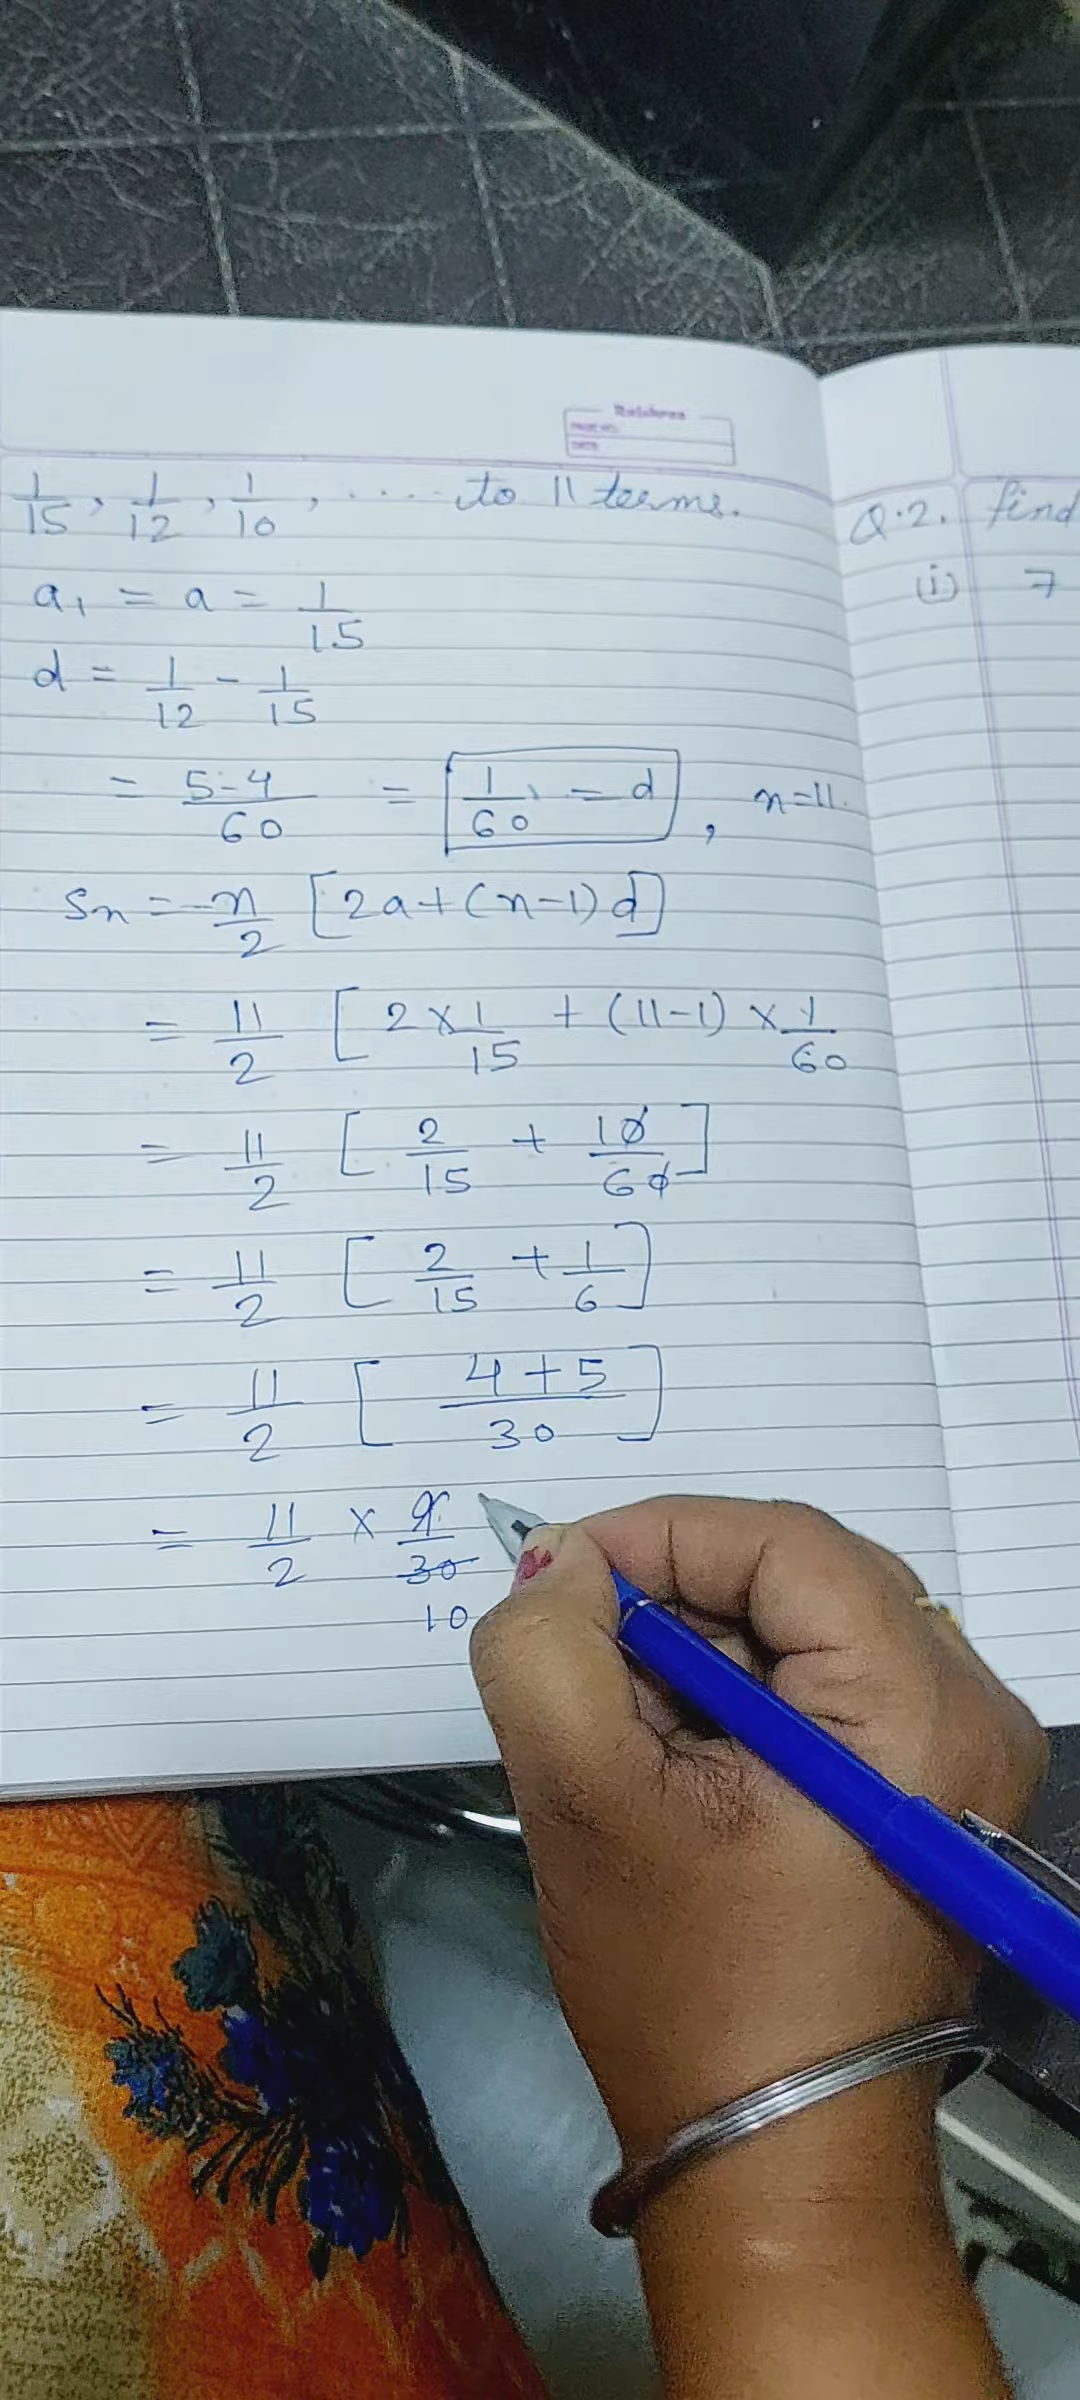 1/15, 1/12, 1/10, ..... to 11 terms.
a₁ = a = 1/15
d = 1/12 - 1/15
= 5-4/60 = 1/60 = d, n=11.
Sn = n/2 [2a+(n-1)d]
= 11/2 [2×1/15 + (11-1) × 1/60
= 11/2 [2/15 + 10/60]
= 11/2 [2/15 + 1/6]
= 11/2 [4+5/30]
= 11/2 × 9/30
10
Q.2. find
(i) 7